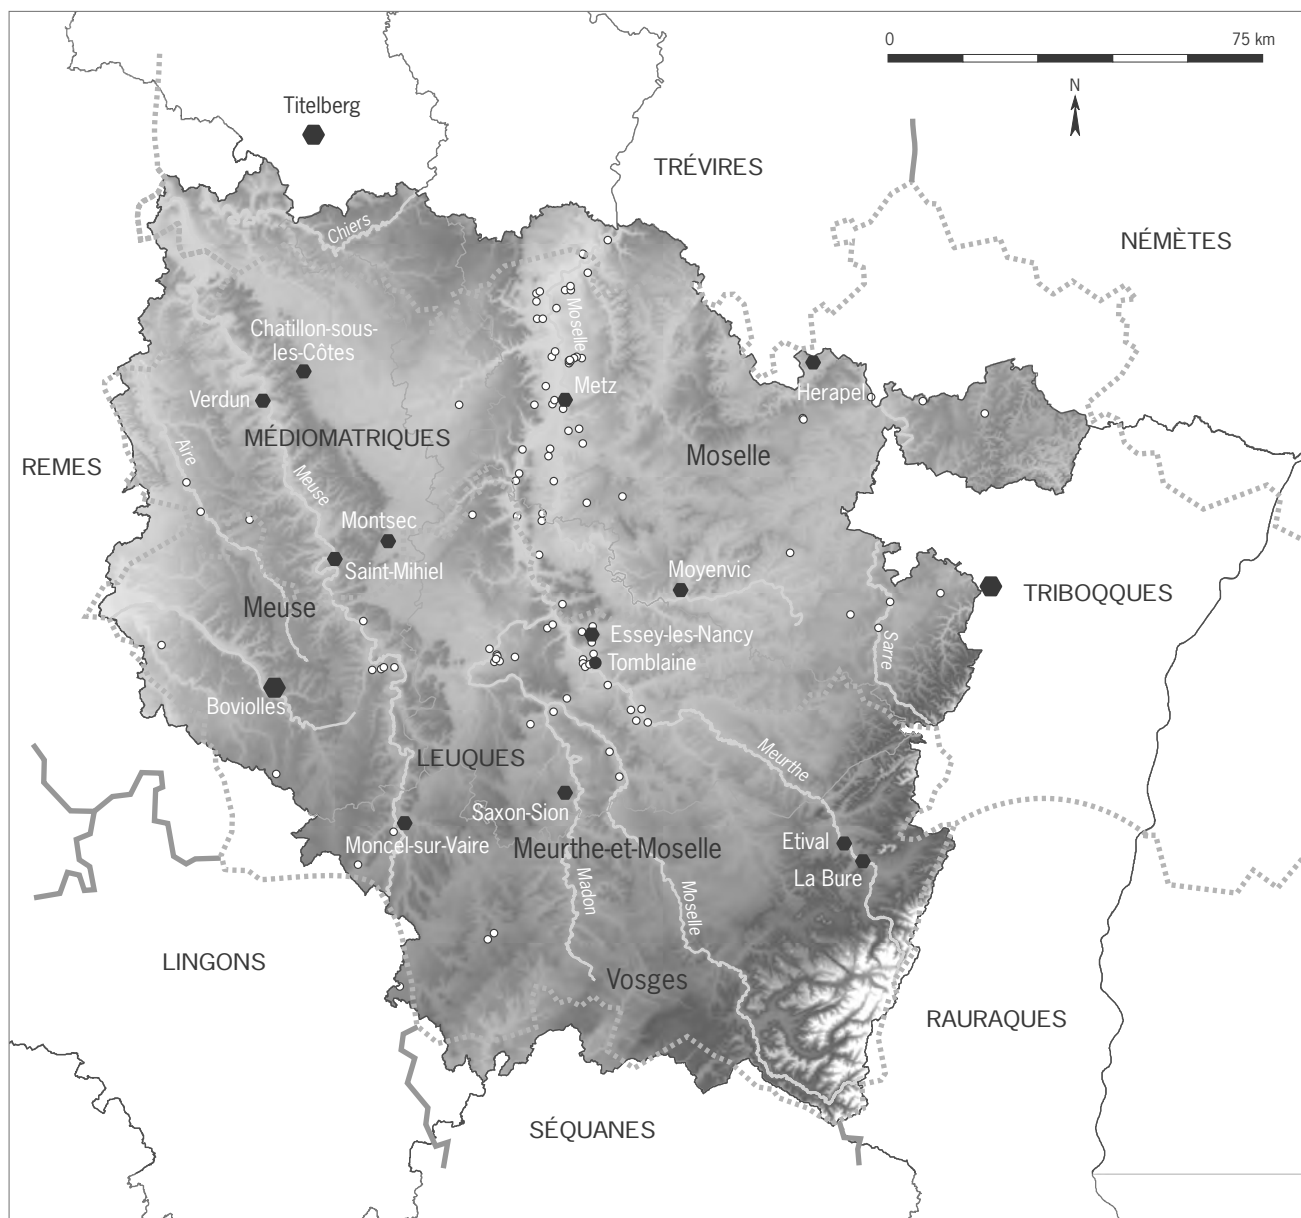 0
75 km
N
Titelberg
TRÉVIRES
Chiers
NÉMÈTES
Moselle
Chatillon-sous-
les-Côtes
Metz
Herapel
Verdun
MÉDIOMATRIQUES
Aire
Moselle
REMES
Meuse
Montsec
Saint-Mihiel
Moyenvic
TRIBOQQUES
Meuse
Essey-les-Nancy
Sarre
Tomblaine
Boviolles
LEUQUES
Meurthe
Saxon-Sion
Moncel-sur-Vaire
Meurthe-et-Moselle
Etival
La Bure
Madon
Moselle
LINGONS
Vosges
RAURAQUES
SÉQUANES